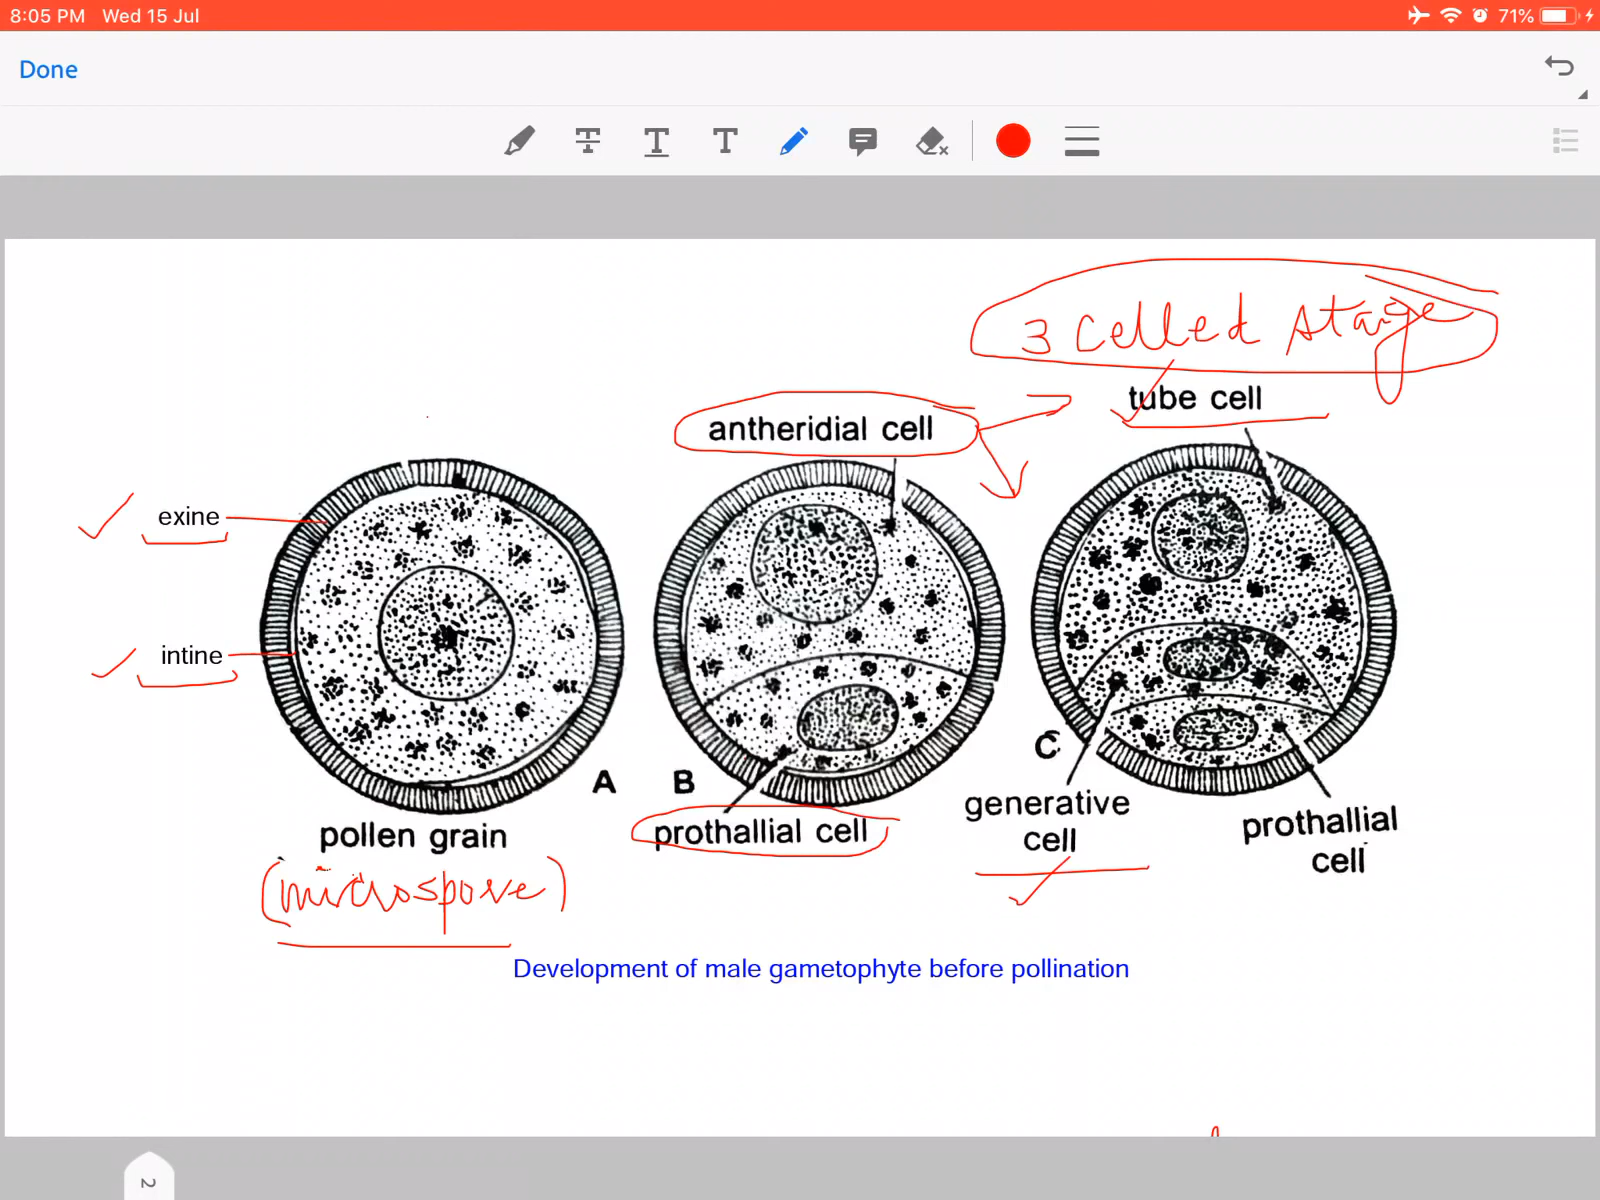 8:05 PM Wed 15 Jul
71%
Done
3 celled stage
tube cell
antheridial cell
exine
intine
A
B
C
pollen grain
(microspore)
prothallial cell
generative
cell
prothallial
cell
Development of male gametophyte before pollination
2